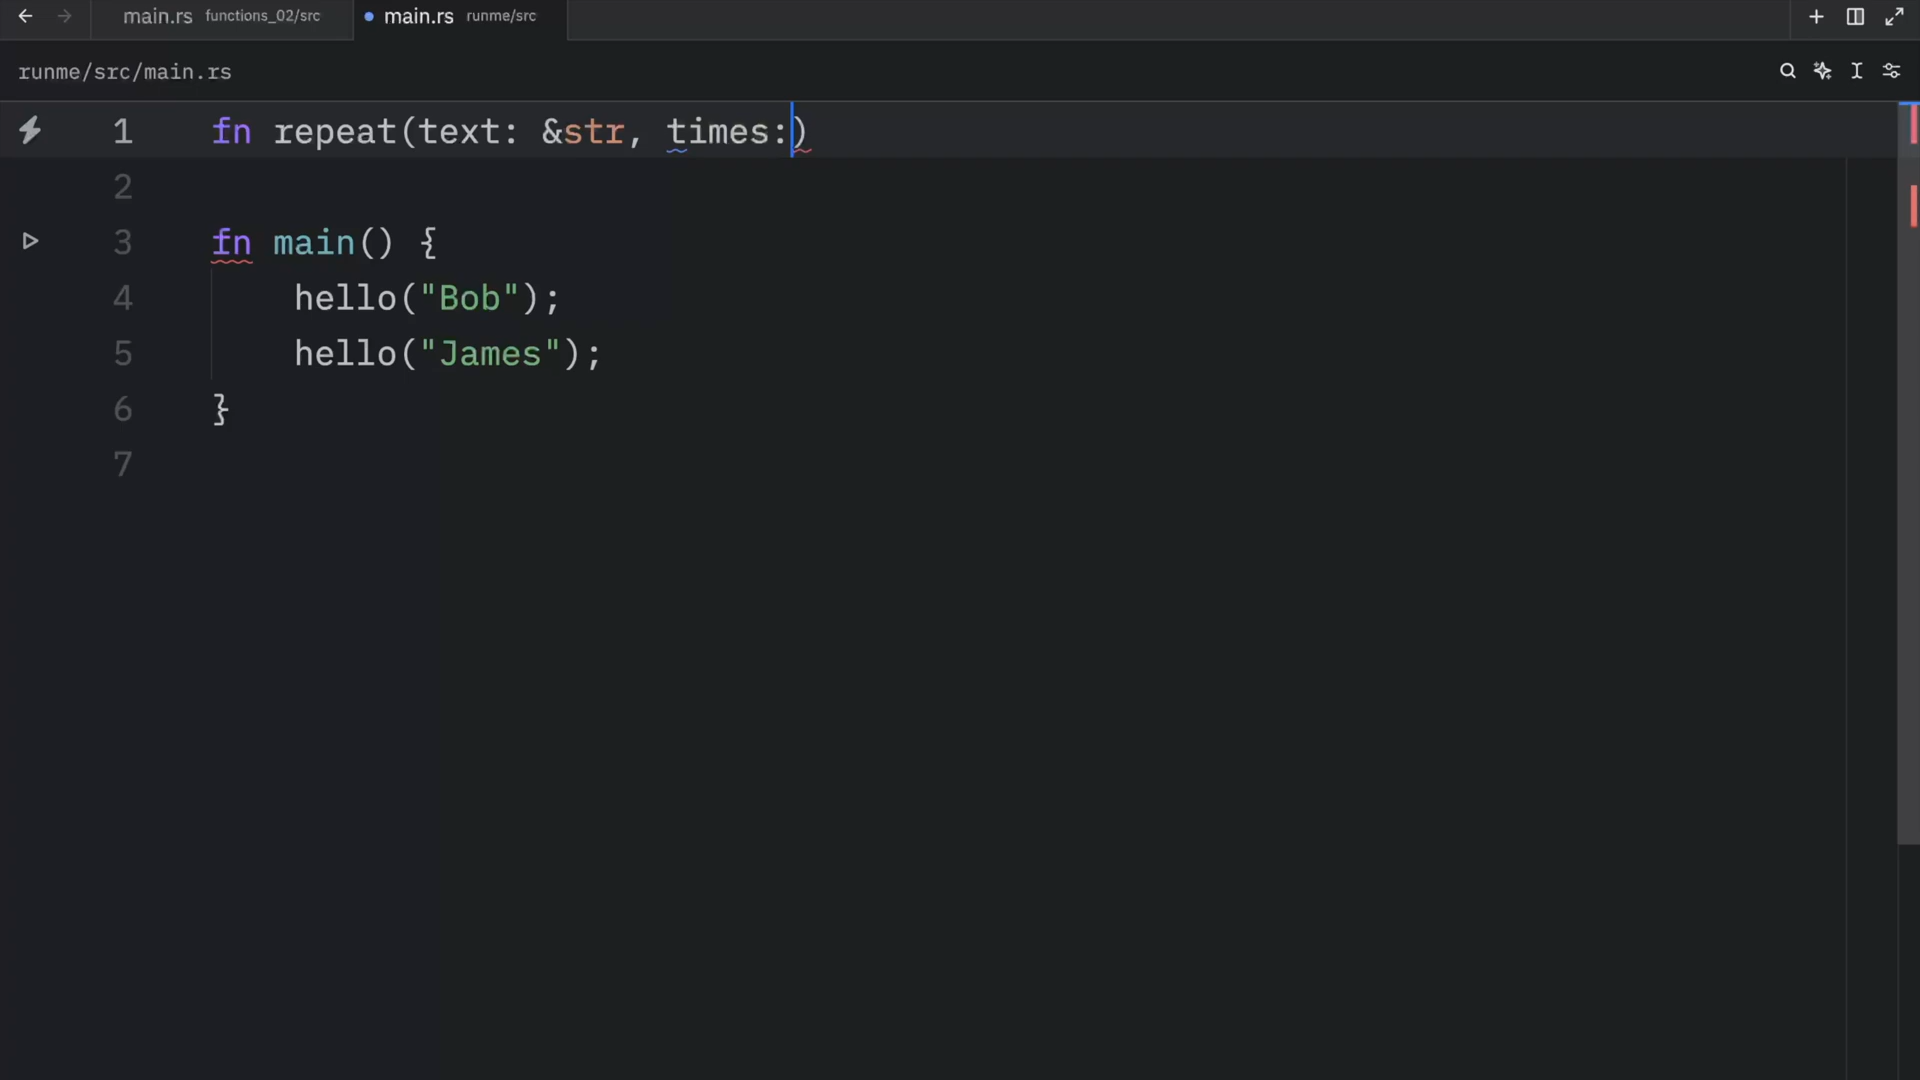 main.rs functions_02/src main.rs runme/src
runme/src/main.rs
1 fn repeat(text: &str, times:)
2
3 fn main() {
4 hello("Bob");
5 hello("James");
6 }
7